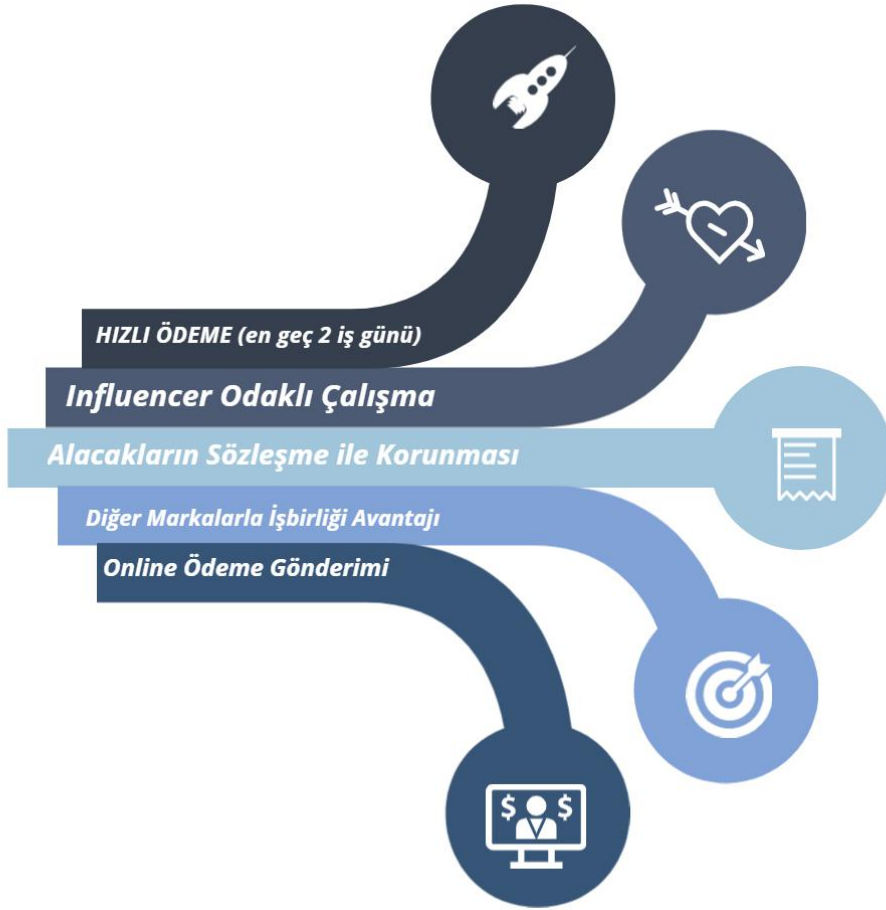 HIZLI ÖDEME (en geç 2 iş günü)
Influencer Odaklı Çalışma
Alacakların Sözleşme ile Korunması
Diğer Markalarla İşbirliği Avantajı
Online Ödeme Gönderimi
$ $